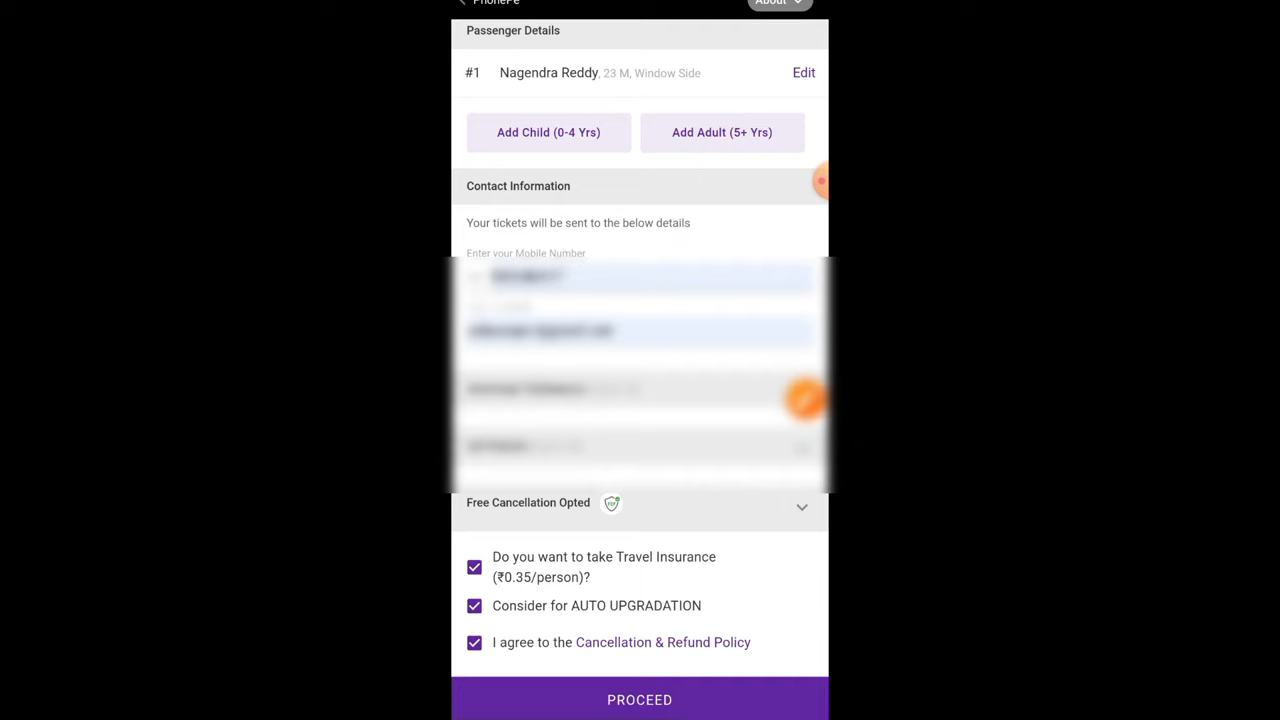 PhonePe
About
Passenger Details
#1 Nagendra Reddy, 23 M, Window Side Edit
Add Child (0-4 Yrs) Add Adult (5+ Yrs)
Contact Information
Your tickets will be sent to the below details
Enter your Mobile Number
Free Cancellation Opted
Do you want to take Travel Insurance
(₹0.35/person)?
Consider for AUTO UPGRADATION
I agree to the Cancellation & Refund Policy
PROCEED